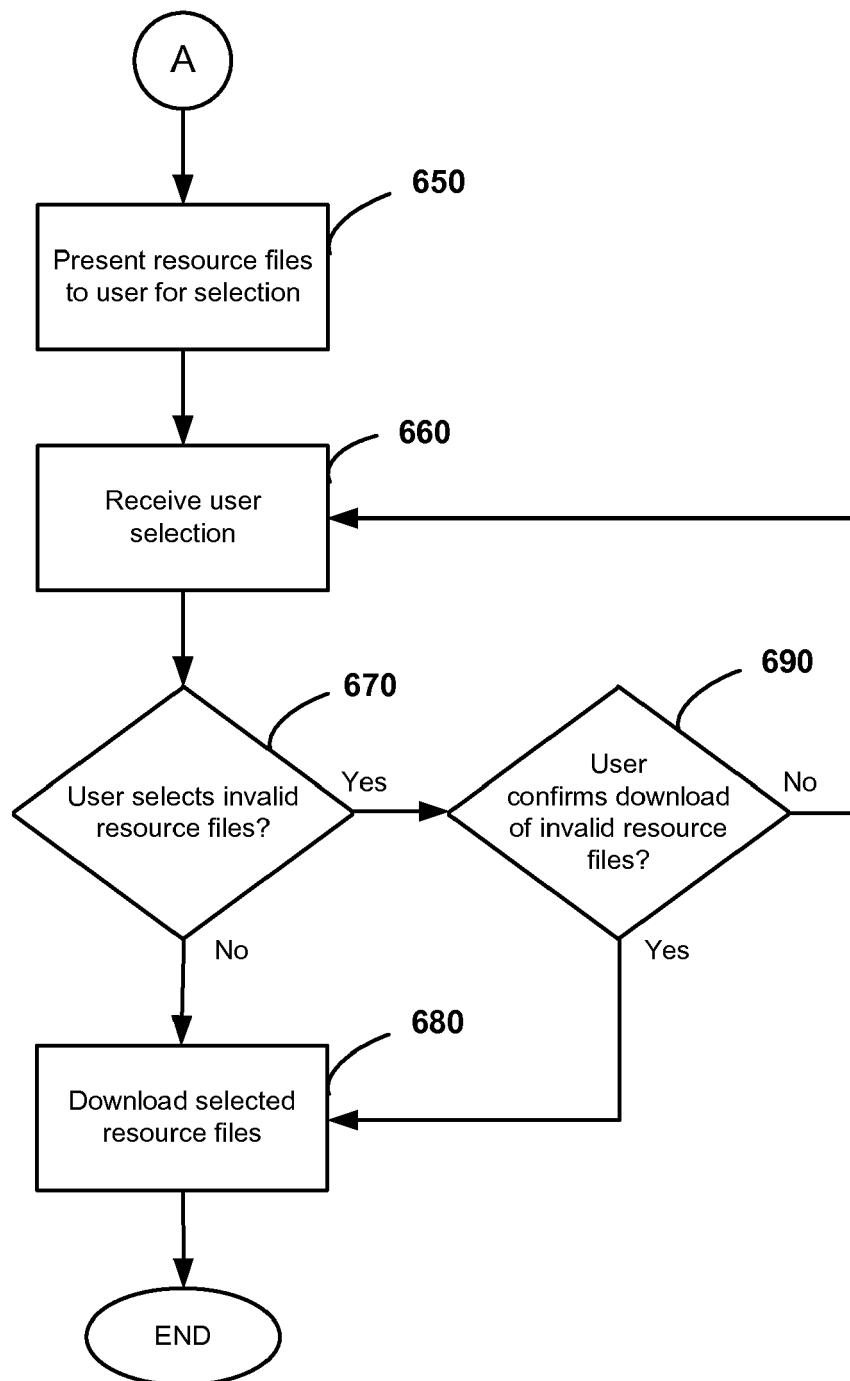 A
650
Present resource files
to user for selection
660
Receive user
selection
670
User selects invalid
resource files?
Yes
No
690
User
confirms download
of invalid resource
files?
No
Yes
680
Download selected
resource files
END